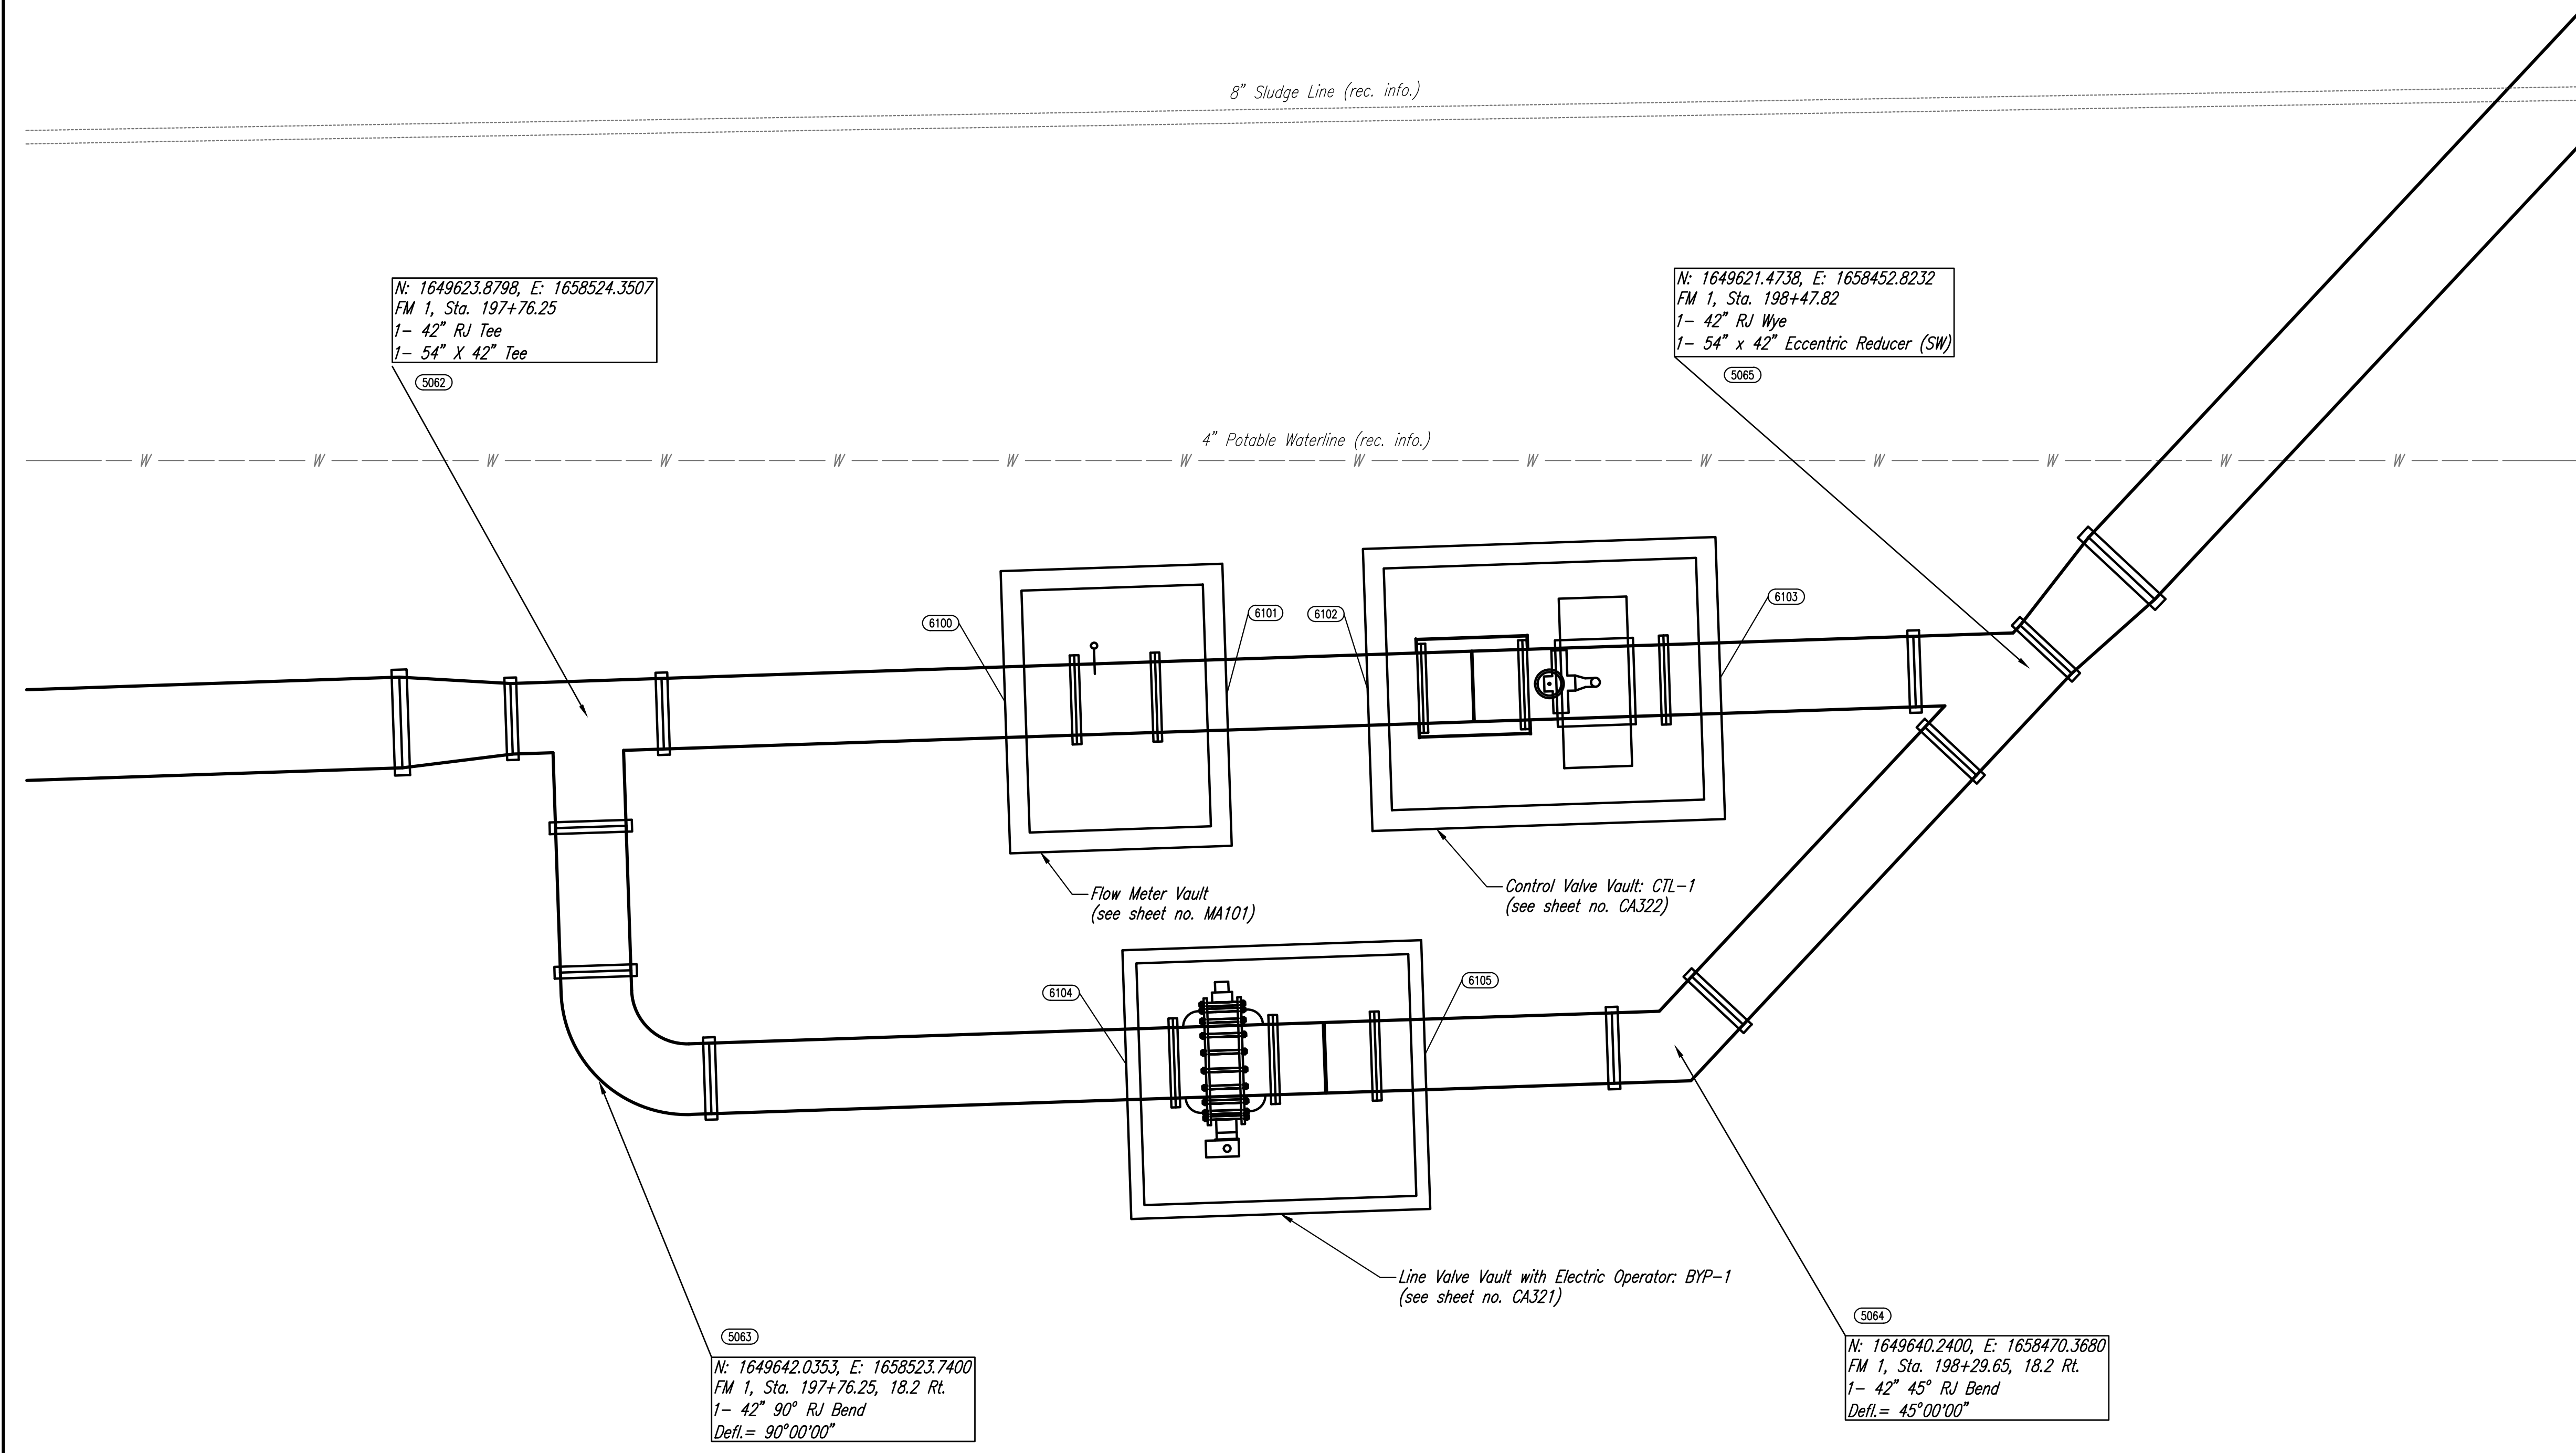 8" Sludge Line (rec. info.)
N: 1649623.8798, E: 1658524.3507
FM 1, Sta. 197+76.25
1- 42" RJ Tee
1- 54" X 42" Tee
5062
N: 1649621.4738, E: 1658452.8232
FM 1, Sta. 198+47.82
1- 42" RJ Wye
1- 54" x 42" Eccentric Reducer (SW)
5065
4" Potable Waterline (rec. info.)
W W W W W W W W W W W W W W
6100
6101
6102
6103
Flow Meter Vault
(see sheet no. MA101)
Control Valve Vault: CTL-1
(see sheet no. CA322)
6104
6105
Line Valve Vault with Electric Operator: BYP-1
(see sheet no. CA321)
5063
N: 1649642.0353, E: 1658523.7400
FM 1, Sta. 197+76.25, 18.2 Rt.
1- 42" 90° RJ Bend
Defl.= 90°00'00"
5064
N: 1649640.2400, E: 1658470.3680
FM 1, Sta. 198+29.65, 18.2 Rt.
1- 42" 45° RJ Bend
Defl.= 45°00'00"